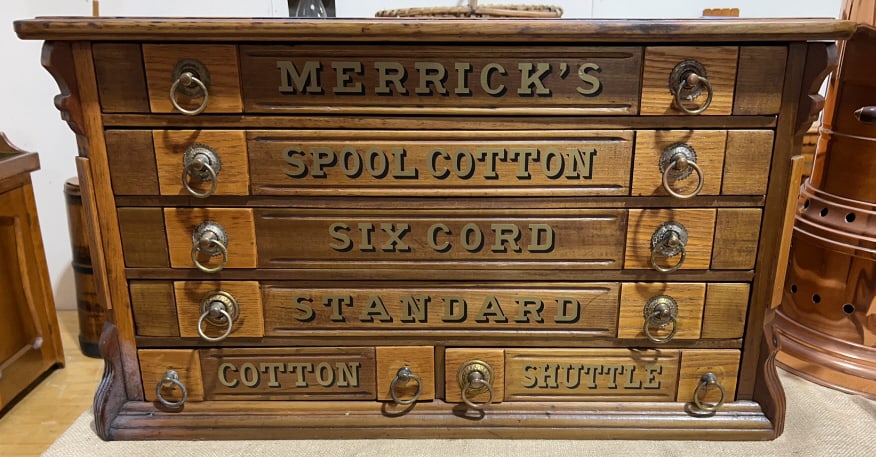 MERRICK'S
SPOOL COTTON
SIX CORD
STANDARD
COTTON SHUTTLE